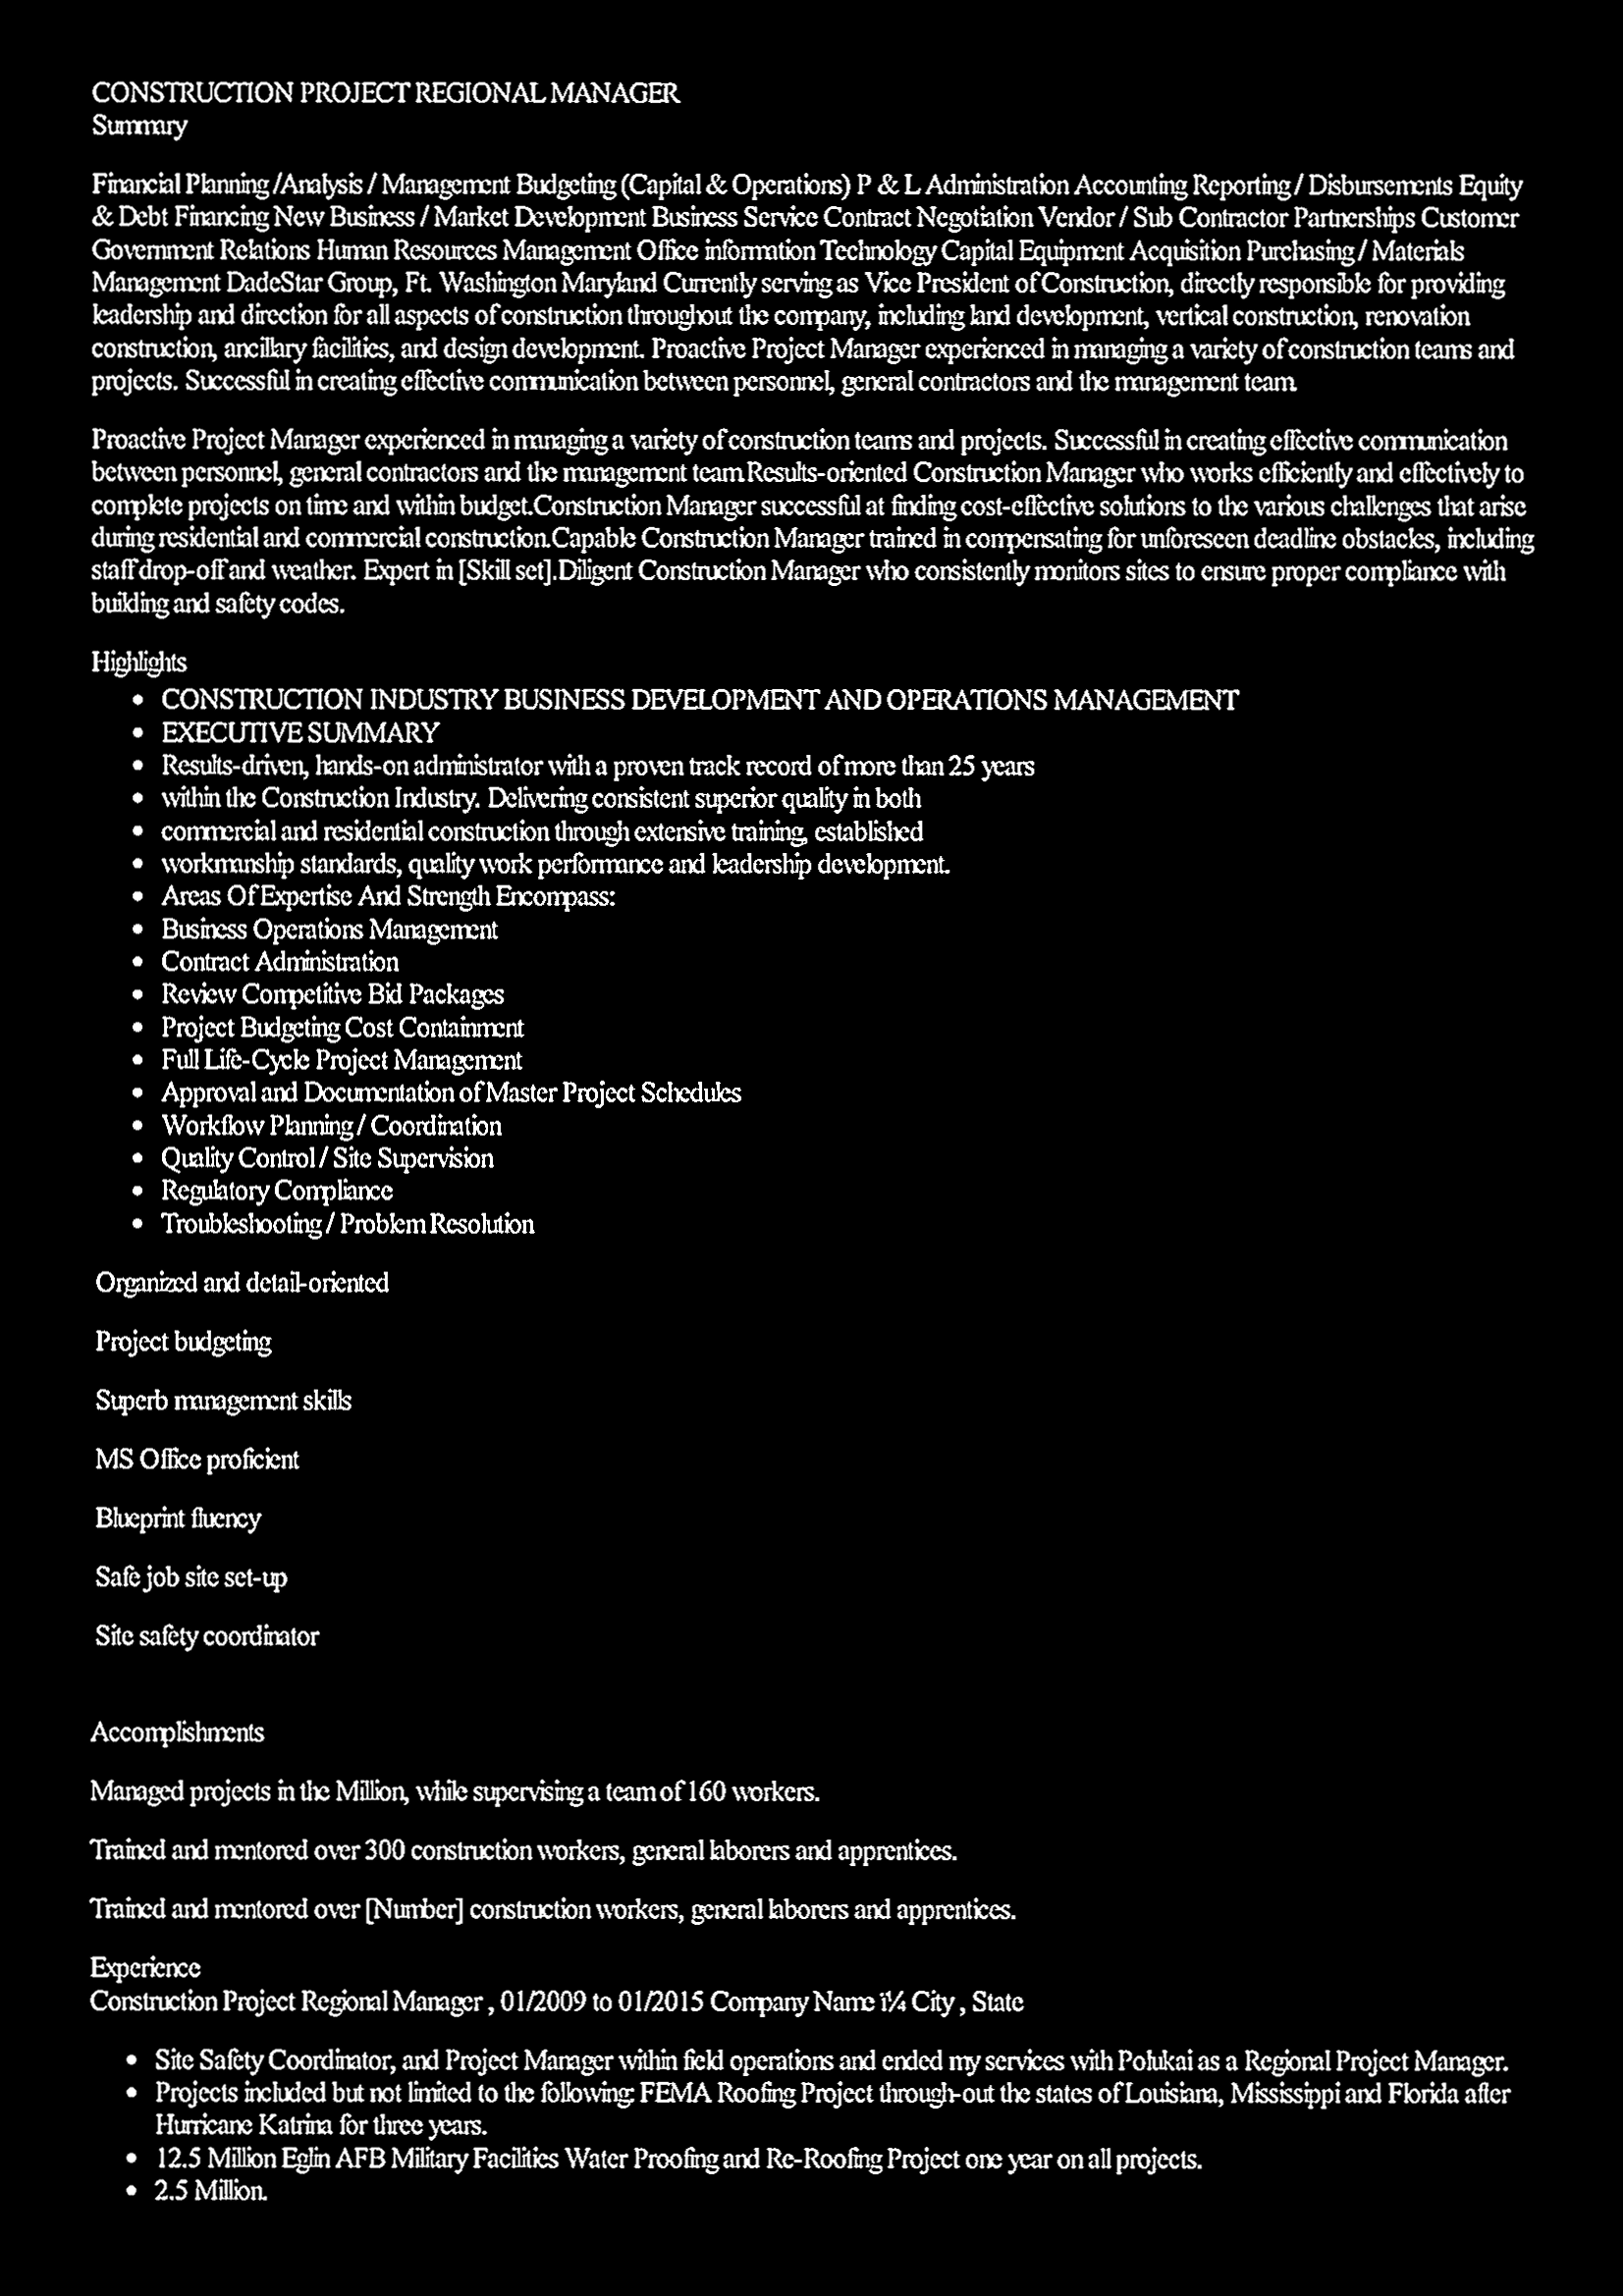 CONSTRUCTION PROJECT REGIONAL MANAGER
Summary
Financial Planning /Analysis / Management Budgeting (Capital & Operations) P & L Administration Accounting Reporting / Disbursements Equity
& Debt Financing New Business / Market Development Business Service Contract Negotiation Vendor / Sub Contractor Partnerships Customer
Government Relations Human Resources Management Office information Technology Capital Equipment Acquisition Purchasing / Materials
Management DadeStar Group, Ft. Washington Maryland Currently serving as Vice President of Construction, directly responsible for providing
leadership and direction for all aspects of construction throughout the company, including land development, vertical construction, renovation
construction, ancillary facilities, and design development. Proactive Project Manager experienced in managing a variety of construction teams and
projects. Successful in creating effective communication between personnel, general contractors and the management team.
Proactive Project Manager experienced in managing a variety of construction teams and projects. Successful in creating effective communication
between personnel, general contractors and the management team.Results-oriented Construction Manager who works efficiently and effectively to
complete projects on time and within budget.Construction Manager successful at finding cost-effective solutions to the various challenges that arise
during residential and commercial construction.Capable Construction Manager trained in compensating for unforeseen deadline obstacles, including
staff drop-off and weather. Expert in [Skill set].Diligent Construction Manager who consistently monitors sites to ensure proper compliance with
building and safety codes.
Highlights
• CONSTRUCTION INDUSTRY BUSINESS DEVELOPMENT AND OPERATIONS MANAGEMENT
• EXECUTIVE SUMMARY
• Results-driven, hands-on administrator with a proven track record of more than 25 years
• within the Construction Industry. Delivering consistent superior quality in both
• commercial and residential construction through extensive training, established
• workmanship standards, quality work performance and leadership development.
• Areas Of Expertise And Strength Encompass:
• Business Operations Management
• Contract Administration
• Review Competitive Bid Packages
• Project Budgeting Cost Containment
• Full Life-Cycle Project Management
• Approval and Documentation of Master Project Schedules
• Workflow Planning / Coordination
• Quality Control / Site Supervision
• Regulatory Compliance
• Troubleshooting / Problem Resolution
Organized and detail-oriented
Project budgeting
Superb management skills
MS Office proficient
Blueprint fluency
Safe job site set-up
Site safety coordinator
Accomplishments
Managed projects in the Million, while supervising a team of 160 workers.
Trained and mentored over 300 construction workers, general laborers and apprentices.
Trained and mentored over [Number] construction workers, general laborers and apprentices.
Experience
Construction Project Regional Manager , 01/2009 to 01/2015 Company Name ï¼ City , State
• Site Safety Coordinator, and Project Manager within field operations and ended my services with Polukai as a Regional Project Manager.
• Projects included but not limited to the following: FEMA Roofing Project through-out the states of Louisiana, Mississippi and Florida after
Hurricane Katrina for three years.
• 12.5 Million Eglin AFB Military Facilities Water Proofing and Re-Roofing Project one year on all projects.
• 2.5 Million.